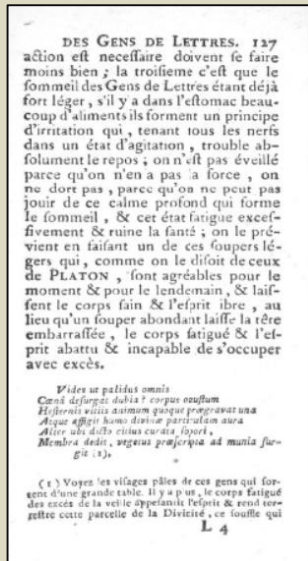 DES GENS DE LETTRES. 127
action eſt neceſſaire doivent ſe faire
moins bien ; la troiſieme c'eſt que le
ſommeil des Gens de Lettres étant déjà
fort léger , s'il y a dans l'eſtomac beau-
coup d'aliments ils forment un principe
d'irritation qui , tenant tous les nerfs
dans un état d'agitation , trouble ab-
ſolument le repos ; on n'eſt pas éveillé
parce qu'on n'en a pas a force , on
ne dort pas , parce qu'on ne peut pas
jouir de ce calme profond qui forme
le ſommeil , & cet état fatigue exceſ-
ſivement & ruine la ſanté ; on le pré-
vient en faiſant un de ces ſoupers lé-
gers qui , comme on le diſoit de ceux
de PLATON , ſont agréables pour le
moment & pour le lendemain , & laiſ-
ſent le corps ſain & l'eſprit ibre , au
lieu qu'un ſouper abondant laiſſe la tête
embarraſſée , le corps fatigué & l'eſ-
prit abattu & incapable de s'occuper
avec excès.
Vides ut palidus omnis
Cœnâ deſurgat dubia ? corpus onuſtum
Heſternis vitiis animum quoque prægravat una
Atque affigit humo divinæ particulam auræ
Alter ubi dicto citius curata ſopori ,
Membra dedit , vegetus præſcripta ad munia ſur-
git (1).
(1) Voyez les viſages pâles de ces gens qui ſor-
tent d'une grande table. Il y a plus , le corps fatigué
des excès de la veille appeſantit l'eſprit & rend ter-
reſtre cette parcelle de la Divinité , ce ſouffle qui
L 4